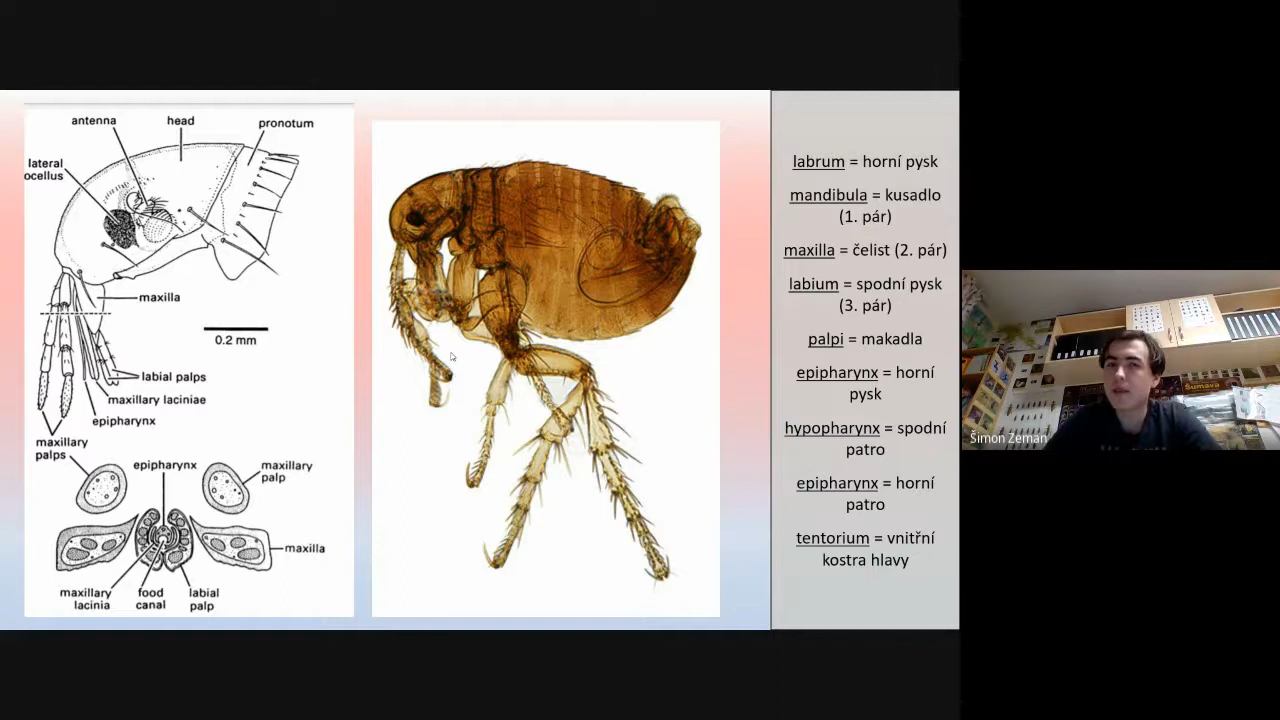 antenna
head
pronotum
lateral
ocellus
maxilla
0.2 mm
labial palps
maxillary laciniae
epipharynx
maxillary
palps
epipharynx
maxillary
palp
maxilla
maxillary
lacinia
food
canal
labial
palp
labrum = horní pysk
mandibula = kusadlo
(1. pár)
maxilla = čelist (2. pár)
labium = spodní pysk
(3. pár)
palpi = makadla
epipharynx = horní
pysk
hypopharynx = spodní
patro
epipharynx = horní
patro
tentorium = vnitřní
kostra hlavy
Šumava
Šimon Zeman